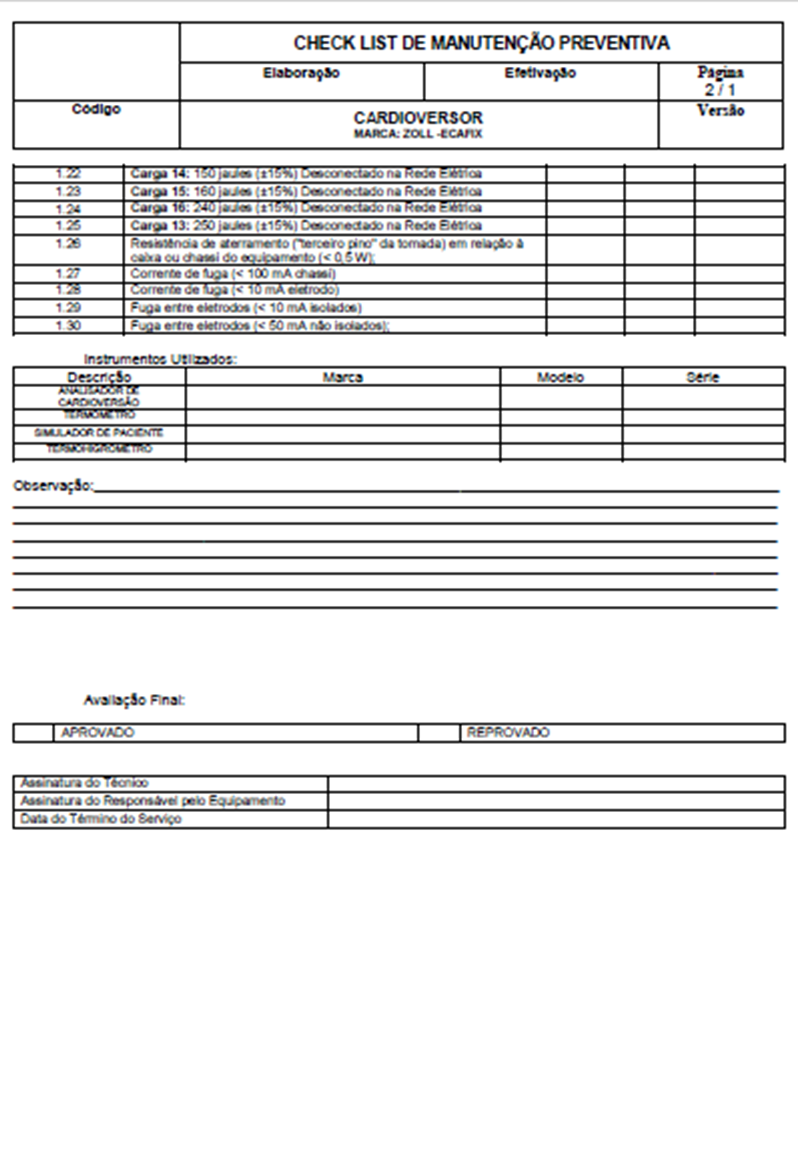 CHECK LIST DE MANUTENÇÃO PREVENTIVA
Elaboração
Efetivação
Página
2 / 1
Código
CARDIOVERSOR
MARCA: ZOLL -ECAFIX
Versão
1.22 Carga 14: 150 jaules (±15%) Desconectado na Rede Elétrica
1.23 Carga 15: 160 jaules (±15%) Desconectado na Rede Elétrica
1.24 Carga 16: 240 jaules (±15%) Desconectado na Rede Elétrica
1.25 Carga 13: 250 jaules (±15%) Desconectado na Rede Elétrica
1.26 Resistência de aterramento ("terceiro pino" da tomada) em relação à
caixa ou chassi do equipamento (< 0,5 W);
1.27 Corrente de fuga (< 100 mA chassi)
1.28 Corrente de fuga (< 10 mA eletrodo)
1.29 Fuga entre eletrodos (< 10 mA isolados)
1.30 Fuga entre eletrodos (< 50 mA não isolados);
Instrumentos Utilizados:
Descrição Marca Modelo Série
ANALISADOR DE
CARDIOVERSÃO
TERMOMETRO
SIMULADOR DE PACIENTE
TERMOHIGROMETRO
Observação:
Avaliação Final:
APROVADO REPROVADO
Assinatura do Técnico
Assinatura do Responsável pelo Equipamento
Data do Término do Serviço